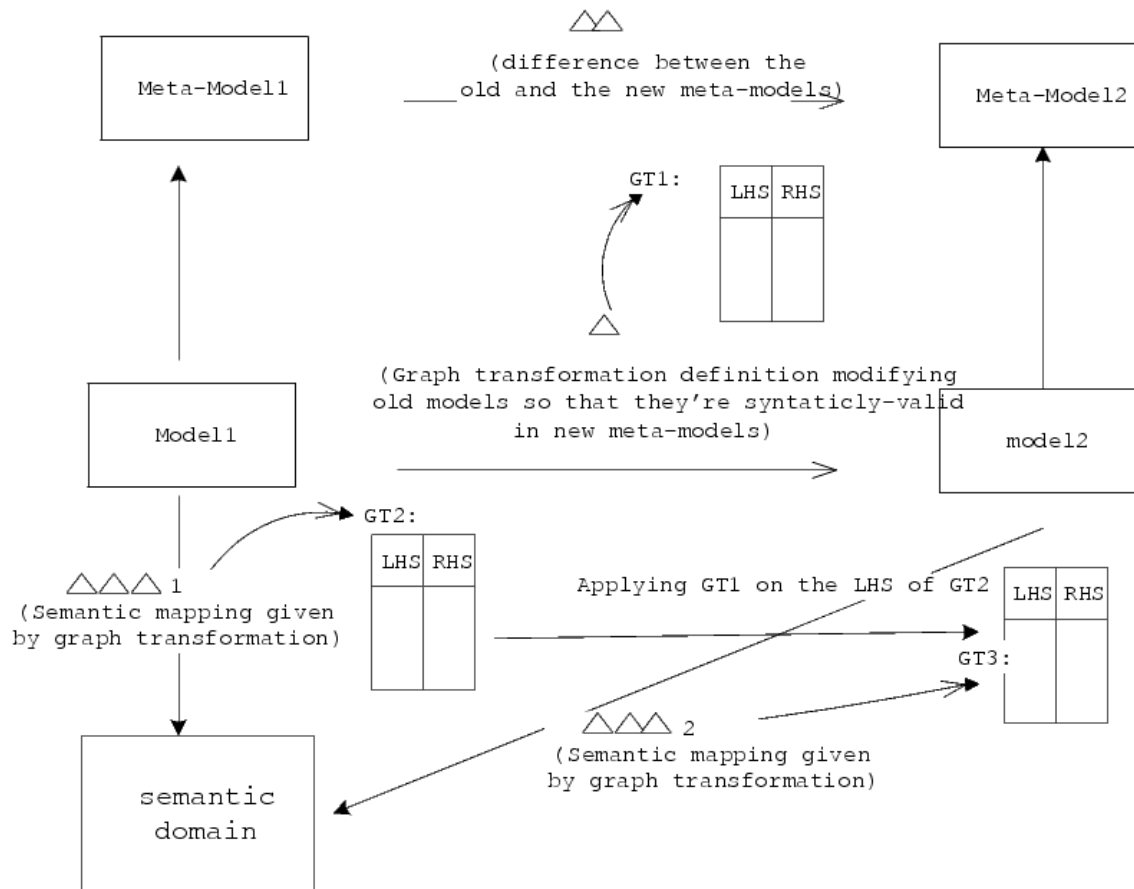 (difference between the
old and the new meta-models)
Meta-Model1
Meta-Model2
GT1:
LHS RHS
(Graph transformation definition modifying
old models so that they're syntaticly-valid
in new meta-models)
Model1
model2
GT2:
LHS RHS
1
(Semantic mapping given
by graph transformation)
Applying GT1 on the LHS of GT2
LHS RHS
GT3:
2
(Semantic mapping given
by graph transformation)
semantic
domain